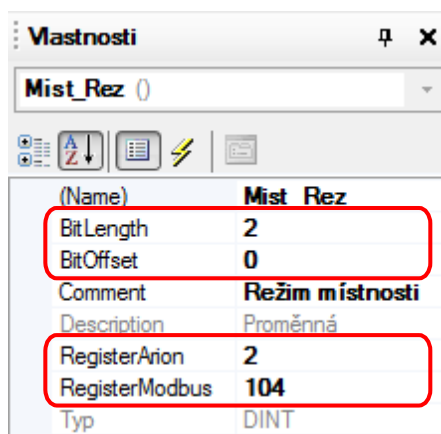 Vlastnosti
Mist_Rez ()
A
Z
(Name) Mist_Rez
BitLength 2
BitOffset 0
Comment Režim místnosti
Description Proměnná
RegisterArion 2
RegisterModbus 104
Typ DINT